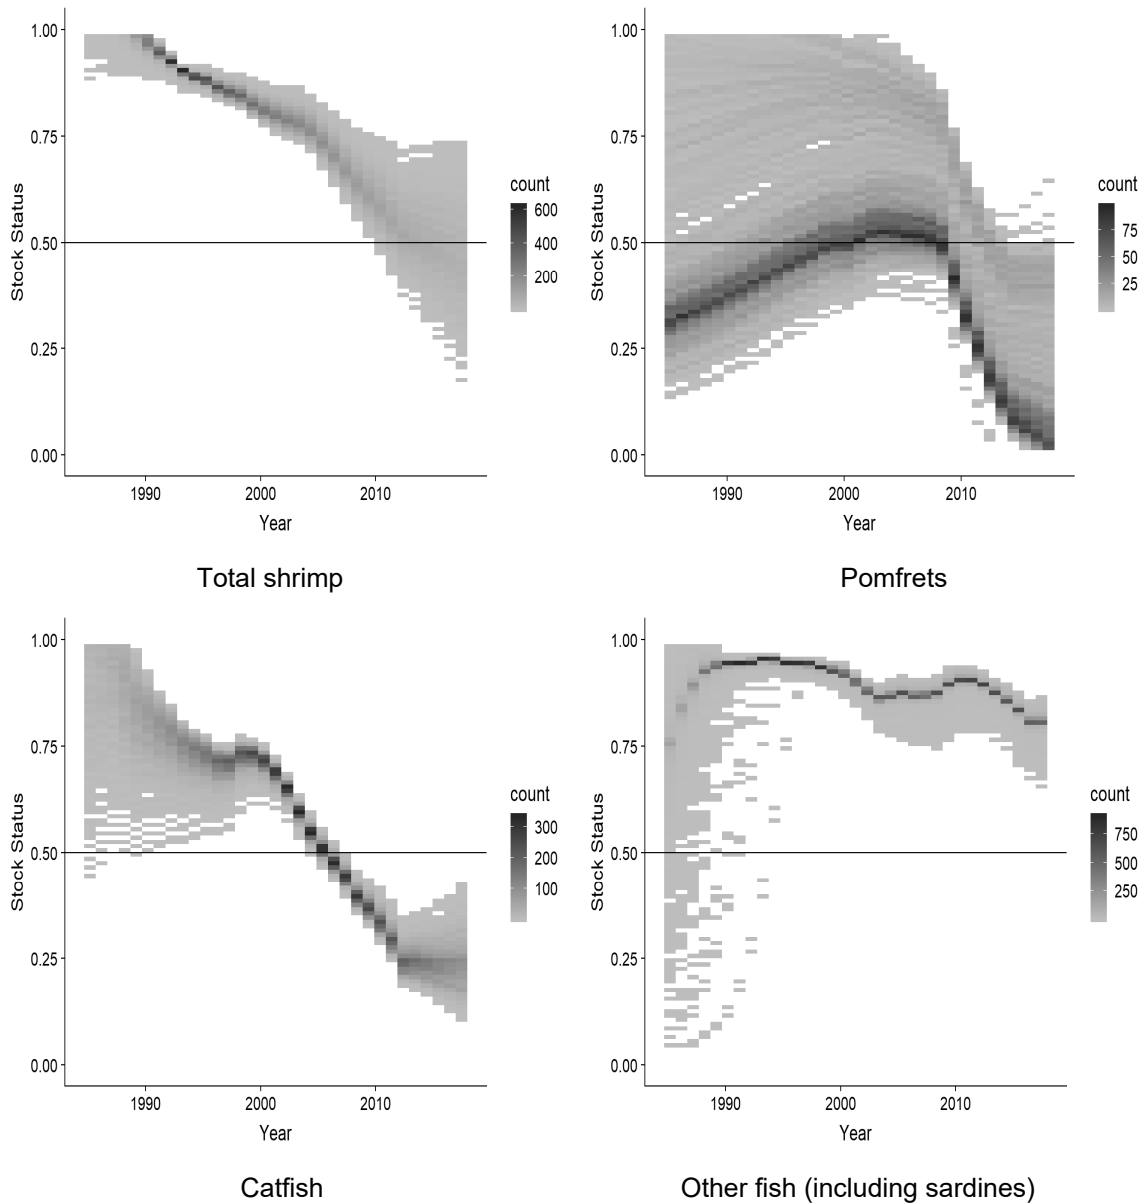 1.00
0.75
0.50
0.25
0.00
Stock Status
1990 2000 2010
Year
count
600
400
200
Total shrimp
1.00
0.75
0.50
0.25
0.00
Stock Status
1990 2000 2010
Year
count
75
50
25
Pomfrets
1.00
0.75
0.50
0.25
0.00
Stock Status
1990 2000 2010
Year
count
300
200
100
Catfish
1.00
0.75
0.50
0.25
0.00
Stock Status
1990 2000 2010
Year
count
750
500
250
Other fish (including sardines)